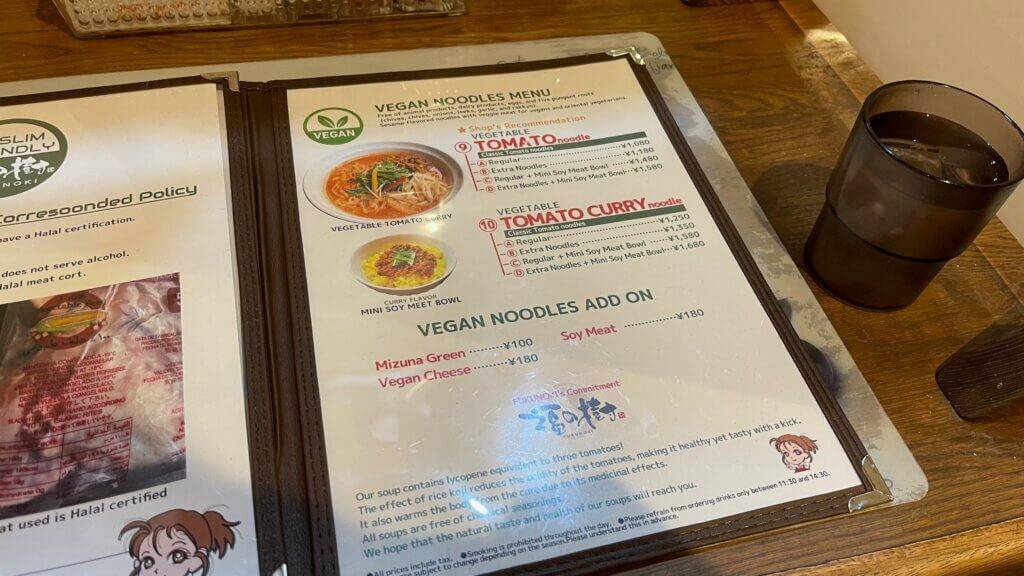 SLIM
NDLY
の樹
NOKI
Corresoonded Policy
have a Halal certification.
does not serve alcohol.
Halal meat cort.
at used is Halal certified
VEGAN
VEGAN NOODLES MENU
Free of animal products, dairy products, eggs, and five pungent roots
(chives, chives, onions, leeks, garlic, and rakkyo).
Sesame flavored noodles with veggie meat for vegans and oriental vegetarians.
★ Shop's Recommendation
VEGETABLE
9 TOMATO noodle
Classic Tomato noodles
A Regular ¥1,080
B Extra Noodles ¥1,180
C Regular + Mini Soy Meat Bowl ¥1,480
D Extra Noodles + Mini Soy Meat Bowl ¥1,580
VEGETABLE TOMATO CURRY
VEGETABLE
10 TOMATO CURRY noodle
Classic Tomato noodles
A Regular ¥1,250
B Extra Noodles ¥1,350
C Regular + Mini Soy Meat Bowl ¥1,580
D Extra Noodles + Mini Soy Meat Bowl ¥1,680
CURRY FLAVOR
MINI SOY MEET BOWL
VEGAN NOODLES ADD ON
Mizuna Green ¥100
Soy Meat ¥180
Vegan Cheese ¥180
FUKUNOKI's Commitment
福の樹
FUKUNOKI
Our soup contains lycopene equivalent to three tomatoes!
The effect of rice koji reduces the acidity of the tomatoes, making it healthy yet tasty with a kick.
It also warms the body from the core due to its medicinal effects.
All soups are free of chemical seasonings.
We hope that the natural taste and health of our soups will reach you.
●All prices include tax. ●Smoking is prohibited throughout the day. ●Please refrain from ordering drinks only between 11:30 and 14:30.
are subject to change depending on the season. Please understand this in advance.